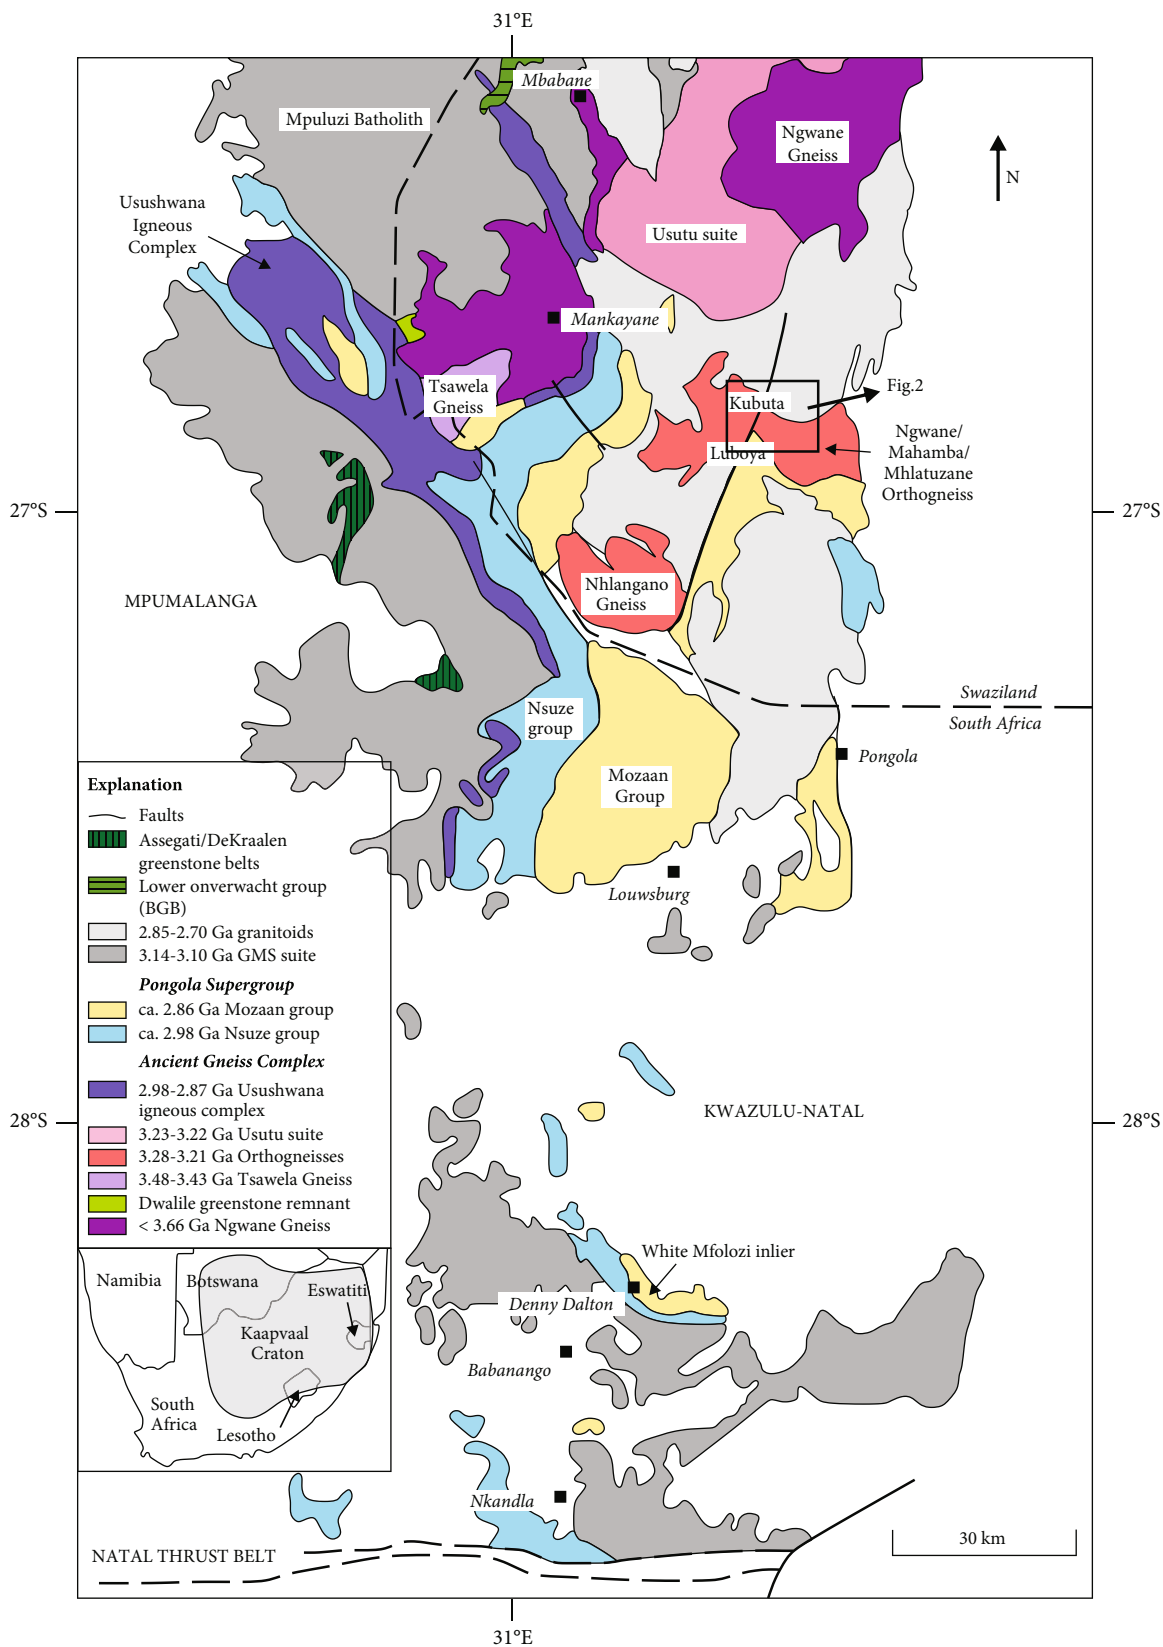 31°E
Mbabane
Mpuluzi Batholith
Ngwane
Gneiss
N
Usushwana
Igneous
Complex
Usutu suite
Mankayane
Tsawela
Gneiss
Kubuta
Fig.2
Luboya
Ngwane/
Mahamba/
Mhlatuzane
Orthogneiss
27°S
27°S
Nhlangano
Gneiss
MPUMALANGA
Swaziland
South Africa
Nsuze
group
Pongola
Mozaan
Group
Louwsburg
Explanation
Faults
Assegati/DeKraalen
greenstone belts
Lower onverwacht group
(BGB)
2.85-2.70 Ga granitoids
3.14-3.10 Ga GMS suite
Pongola Supergroup
ca. 2.86 Ga Mozaan group
ca. 2.98 Ga Nsuze group
Ancient Gneiss Complex
2.98-2.87 Ga Usushwana
igneous complex
3.23-3.22 Ga Usutu suite
3.28-3.21 Ga Orthogneisses
3.48-3.43 Ga Tsawela Gneiss
Dwalile greenstone remnant
< 3.66 Ga Ngwane Gneiss
28°S
28°S
KWAZULU-NATAL
White Mfolozi inlier
Denny Dalton
Babanango
Nkandla
Namibia
Botswana
Eswatiti
Kaapvaal
Craton
South
Africa
Lesotho
NATAL THRUST BELT
30 km
31°E